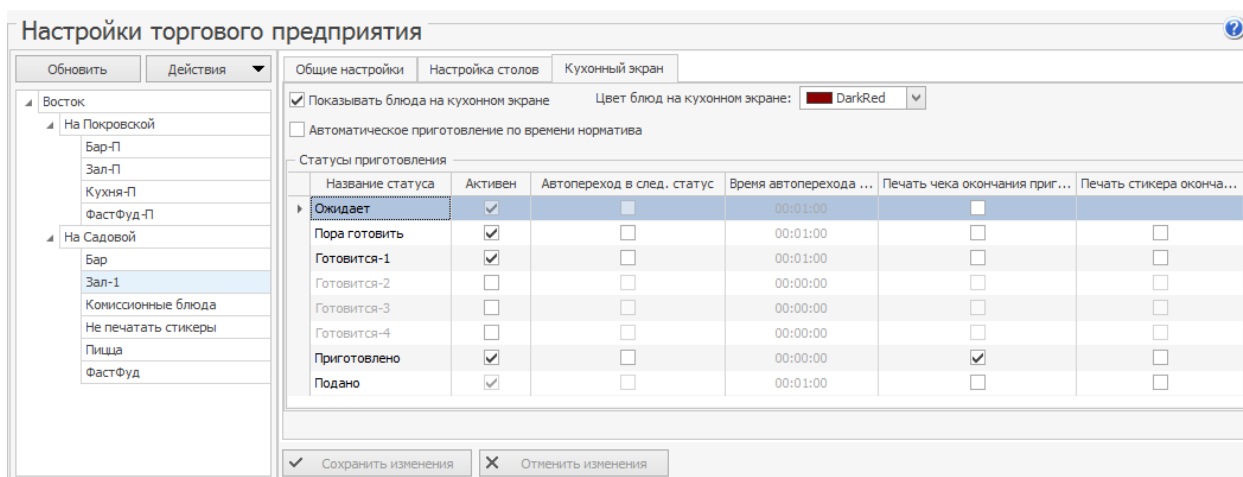 Настройки торгового предприятия
Обновить Действия
Общие настройки Настройка столов Кухонный экран
Восток
На Покровской
Бар-П
Зал-П
Кухня-П
ФастФуд-П
На Садовой
Бар
Зал-1
Комиссионные блюда
Не печатать стикеры
Пицца
ФастФуд
Показывать блюда на кухонном экране Цвет блюд на кухонном экране: DarkRed
Автоматическое приготовление по времени норматива
Статусы приготовления
Название статуса Активен Автопереход в след. статус Время автоперехода ... Печать чека окончания приг... Печать стикера оконча...
Ожидает 00:01:00
Пора готовить 00:01:00
Готовится-1 00:01:00
Готовится-2 00:00:00
Готовится-3 00:00:00
Готовится-4 00:00:00
Приготовлено 00:00:00
Подано 00:01:00
Сохранить изменения Отменить изменения